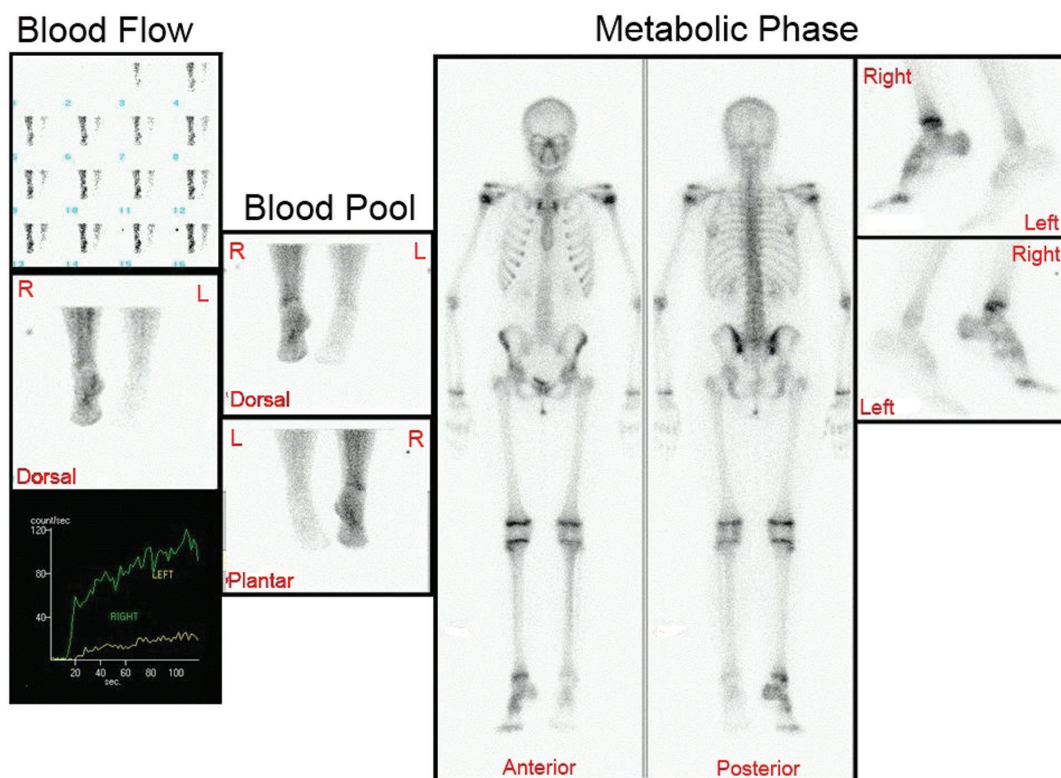 Blood Flow
1 2 3 4
5 6 7 8
9 10 11 12
13 14 15 16
R L
Dorsal
count/sec
120
80
40
LEFT
RIGHT
20 40 60 80 100
sec.
Blood Pool
R L
Dorsal
L R
Plantar
Metabolic Phase
Anterior
Posterior
Right
Left
Right
Left